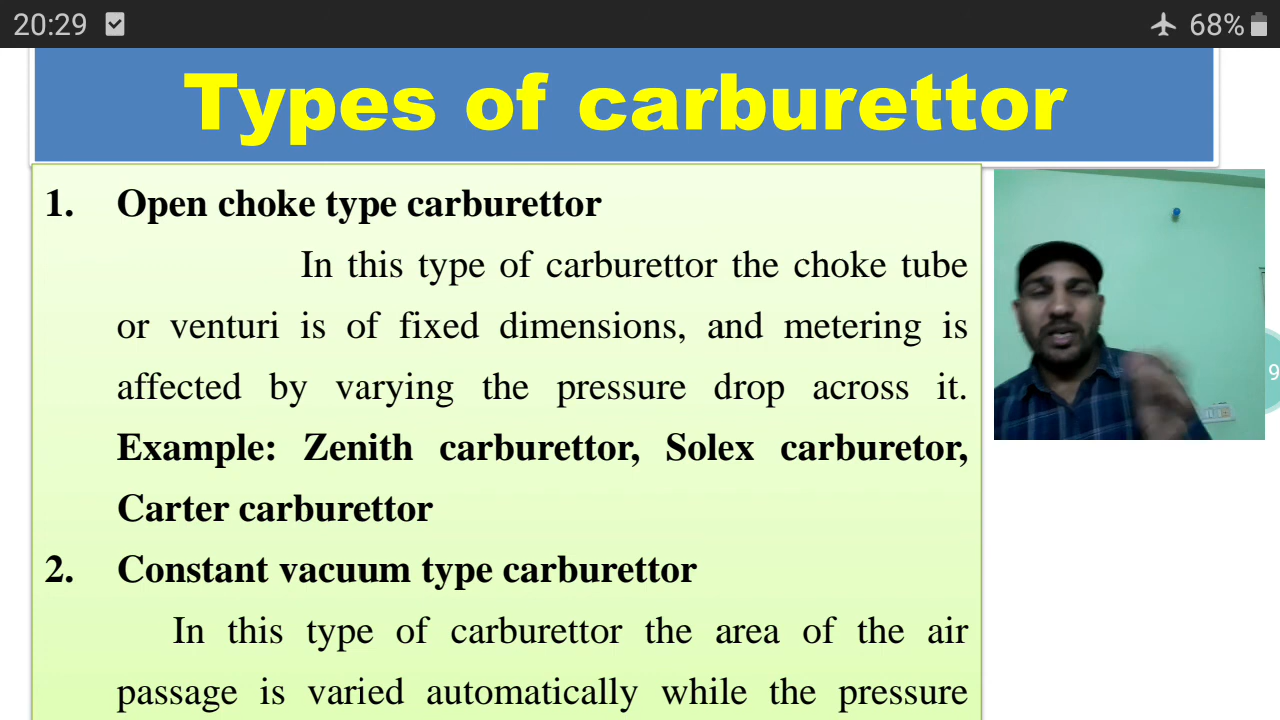 20:29 68%
Types of carburettor
1. Open choke type carburettor
In this type of carburettor the choke tube
or venturi is of fixed dimensions, and metering is
affected by varying the pressure drop across it.
Example: Zenith carburettor, Solex carburetor,
Carter carburettor
2. Constant vacuum type carburettor
In this type of carburettor the area of the air
passage is varied automatically while the pressure
9